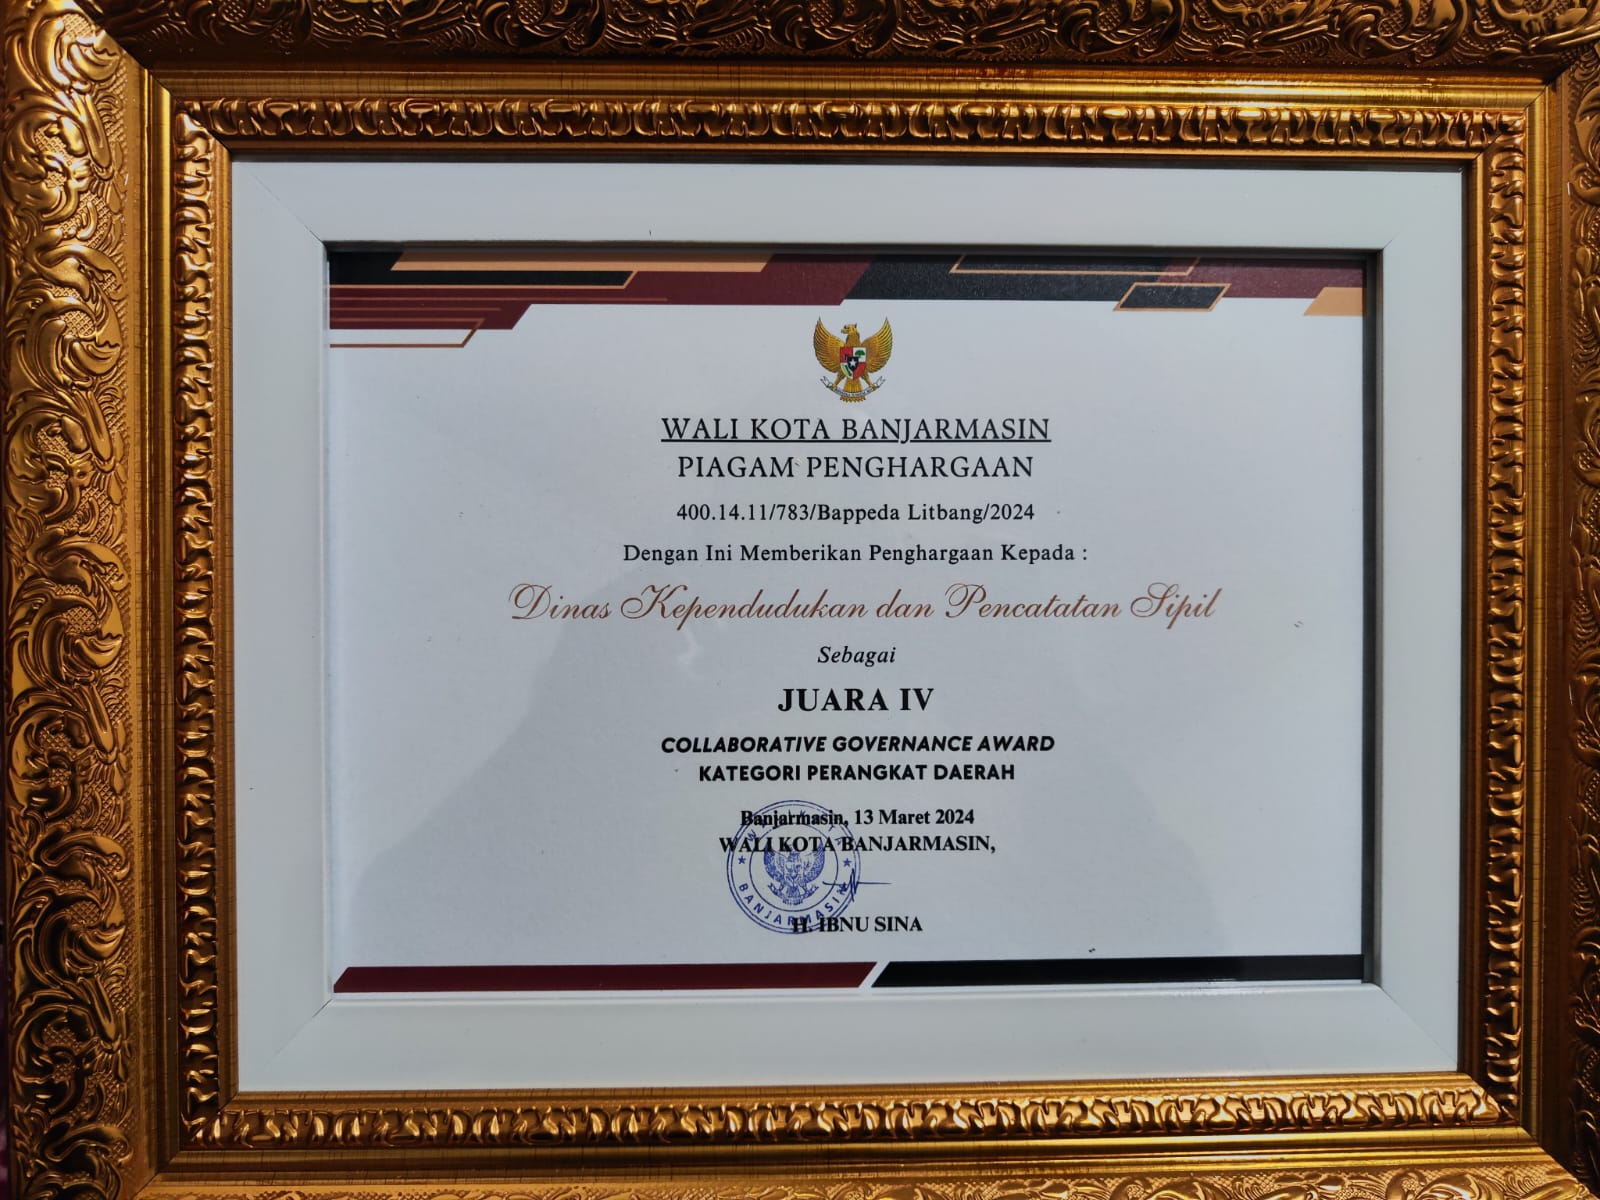 WALI KOTA BANJARMASIN
PIAGAM PENGHARGAAN
400.14.11/783/Bappeda Litbang/2024
Dengan Ini Memberikan Penghargaan Kepada :
Dinas Kependudukan dan Pencatatan Sipil
Sebagai
JUARA IV
COLLABORATIVE GOVERNANCE AWARD
KATEGORI PERANGKAT DAERAH
Banjarmasin, 13 Maret 2024
WALI KOTA BANJARMASIN,
BANJARMASIN
H. IBNU SINA